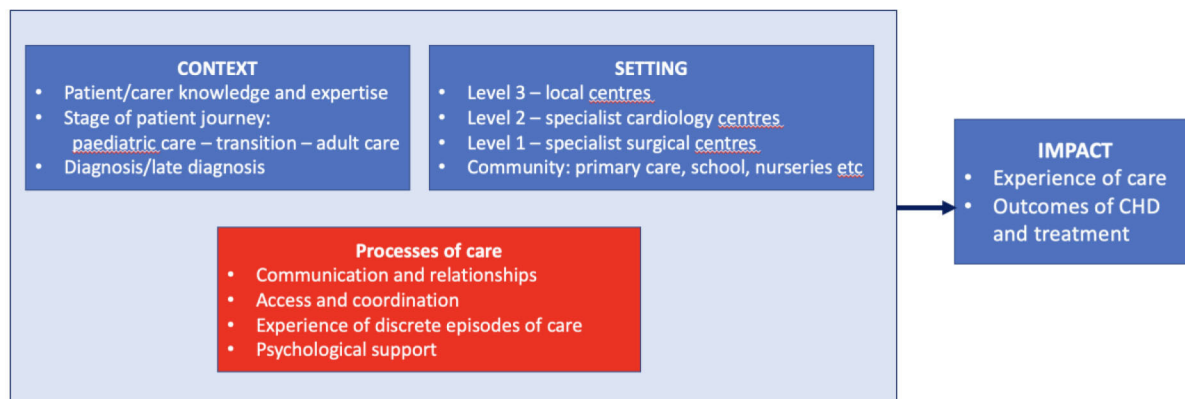 CONTEXT
• Patient/carer knowledge and expertise
• Stage of patient journey:
paediatric care – transition – adult care
• Diagnosis/late diagnosis
SETTING
• Level 3 – local centres
• Level 2 – specialist cardiology centres
• Level 1 – specialist surgical centres
• Community: primary care, school, nurseries etc
Processes of care
• Communication and relationships
• Access and coordination
• Experience of discrete episodes of care
• Psychological support
IMPACT
• Experience of care
• Outcomes of CHD
and treatment